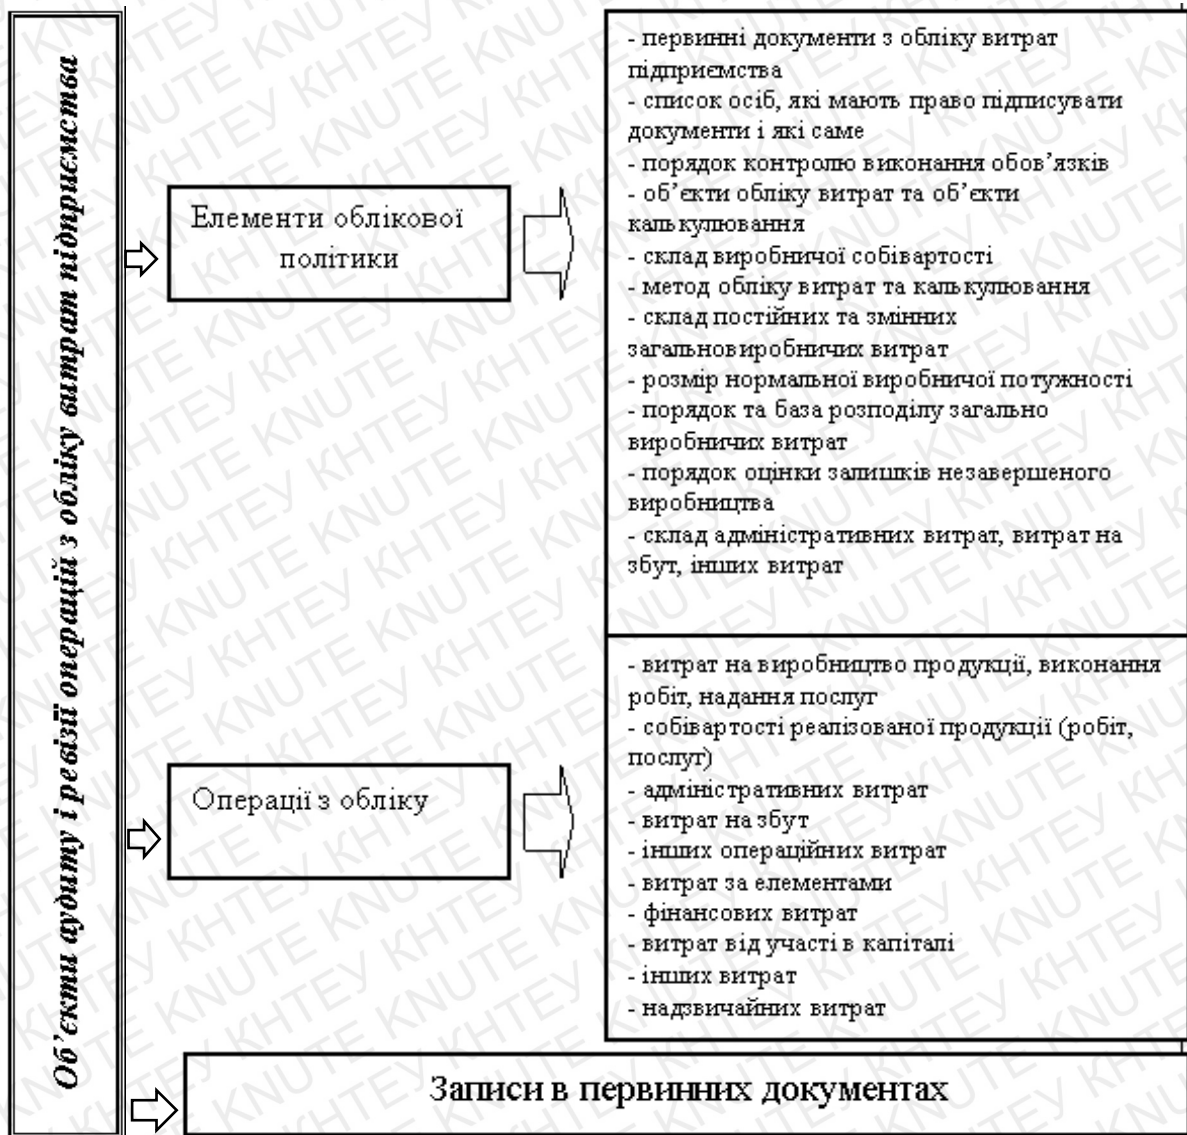 Об’єкти аудиту і ревізії операцій з обліку витрат підприємства
Елементи облікової
політики
- первинні документи з обліку витрат
підприємства
- список осіб, які мають право підписувати
документи і які саме
- порядок контролю виконання обов’язків
- об’єкти обліку витрат та об’єкти
калькулювання
- склад виробничої собівартості
- метод обліку витрат та калькулювання
- склад постійних та змінних
загальновиробничих витрат
- розмір нормальної виробничої потужності
- порядок та база розподілу загально
виробничих витрат
- порядок оцінки залишків незавершеного
виробництва
- склад адміністративних витрат, витрат на
збут, інших витрат
Операції з обліку
- витрат на виробництво продукції, виконання
робіт, надання послуг
- собівартості реалізованої продукції (робіт,
послуг)
- адміністративних витрат
- витрат на збут
- інших операційних витрат
- витрат за елементами
- фінансових витрат
- витрат від участі в капіталі
- інших витрат
- надзвичайних витрат
Записи в первинних документах